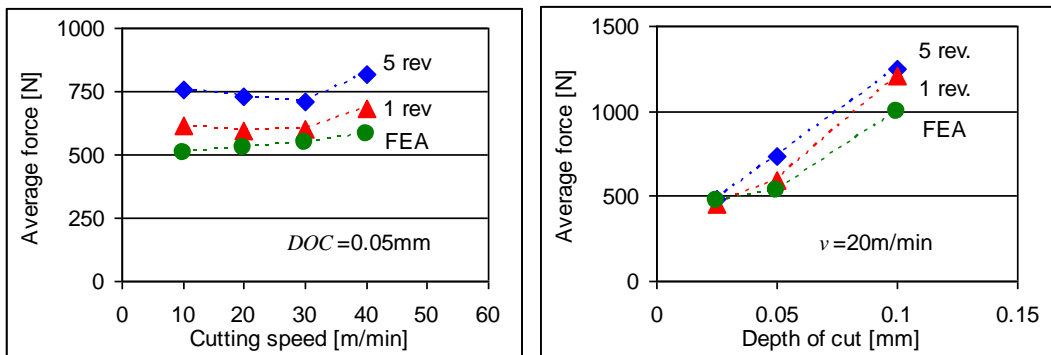 1000
750
500
250
0
Average force [N]
5 rev
1 rev
FEA
DOC =0.05mm
0 10 20 30 40 50 60
Cutting speed [m/min]
1500
1000
500
0
Average force [N]
5 rev.
1 rev.
FEA
v =20m/min
0 0.05 0.1 0.15
Depth of cut [mm]